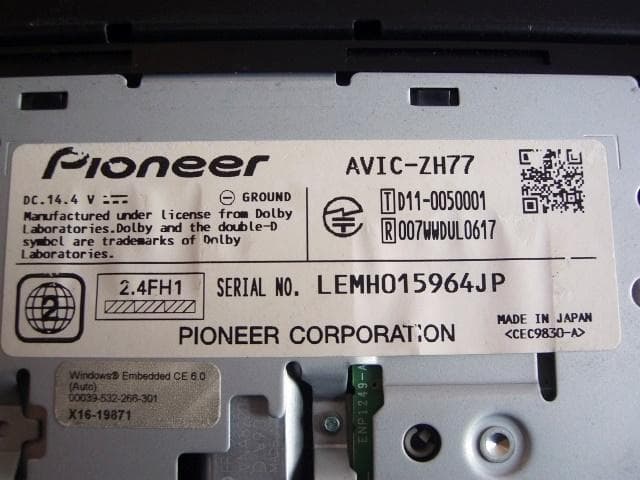 Pioneer
AVIC-ZH77
DC.14.4 V
GROUND
Manufactured under license from Dolby
Laboratories.Dolby and the double-D
symbol are trademarks of Dolby
Laboratories.
T D11-0050001
R 007WWDUL0617
2
2.4FH1
SERIAL NO. LEMH015964JP
PIONEER CORPORATION
MADE IN JAPAN
<CEC9830-A>
Windows® Embedded CE 6.0
(Auto)
00039-532-266-301
X16-19871
ENP1249-A